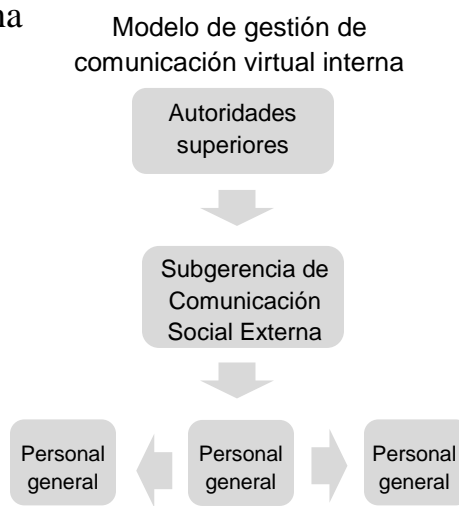 na
Modelo de gestión de
comunicación virtual interna
Autoridades
superiores
Subgerencia de
Comunicación
Social Externa
Personal
general
Personal
general
Personal
general